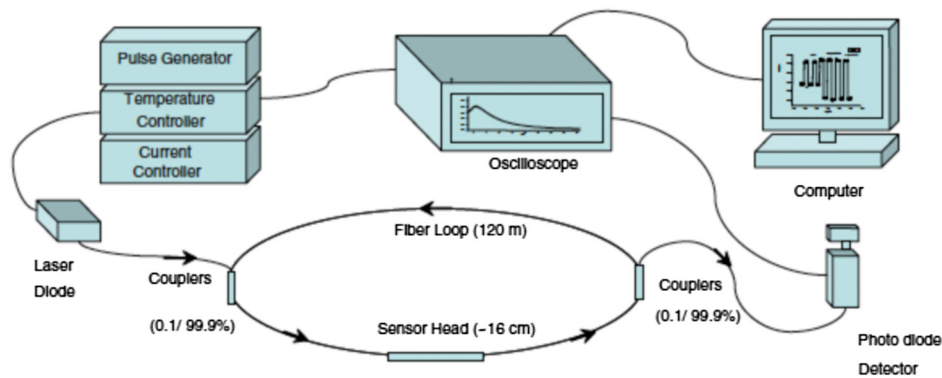 Pulse Generator
Temperature
Controller
Current
Controller
Oscilloscope
Computer
Laser
Diode
Couplers
(0.1/ 99.9%)
Fiber Loop (120 m)
Sensor Head (~16 cm)
Couplers
(0.1/ 99.9%)
Photo diode
Detector